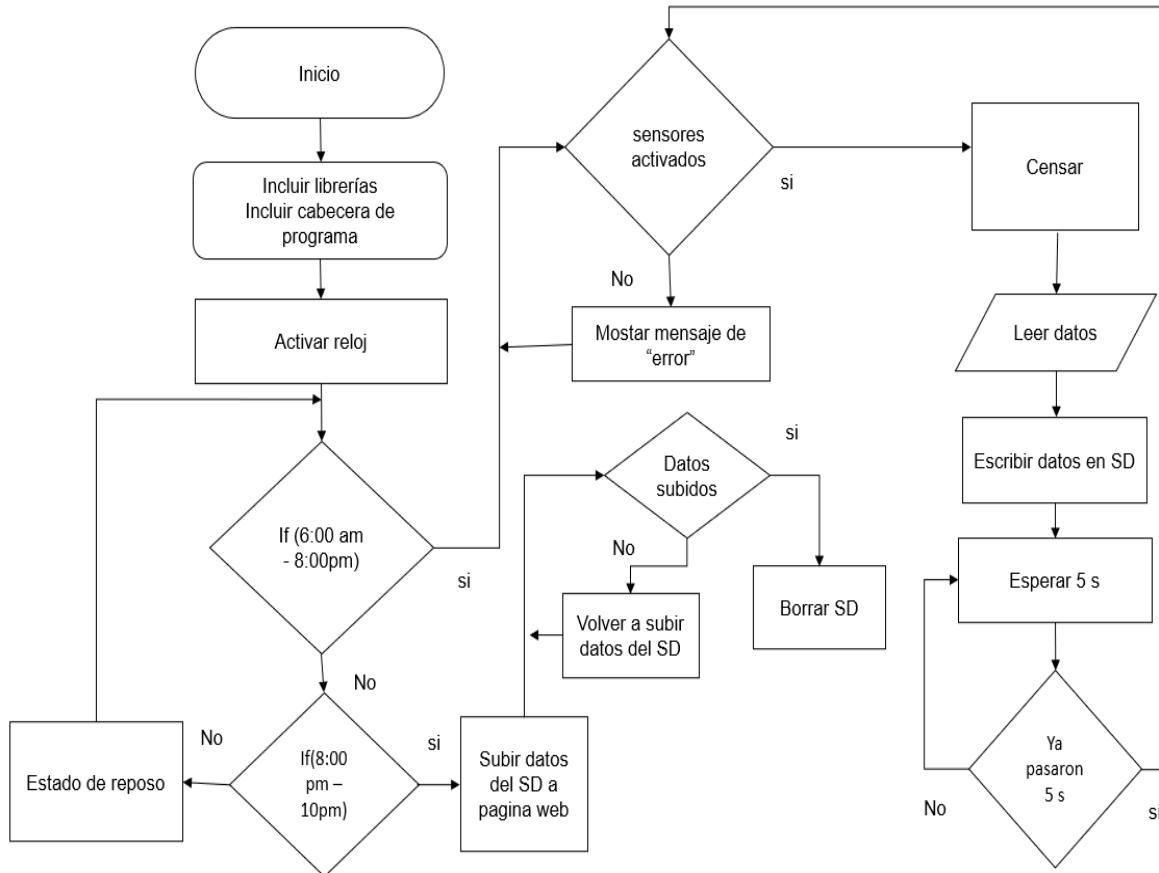 Inicio
Incluir librerías
Incluir cabecera de
programa
Activar reloj
If (6:00 am
- 8:00pm)
si
No
If(8:00
pm –
10pm)
No
Estado de reposo
si
Subir datos
del SD a
pagina web
Datos
subidos
si
No
Volver a subir
datos del SD
Borrar SD
sensores
activados
si
No
Mostar mensaje de
“error”
Censar
Leer datos
Escribir datos en SD
Esperar 5 s
Ya
pasaron
5 s
No
si